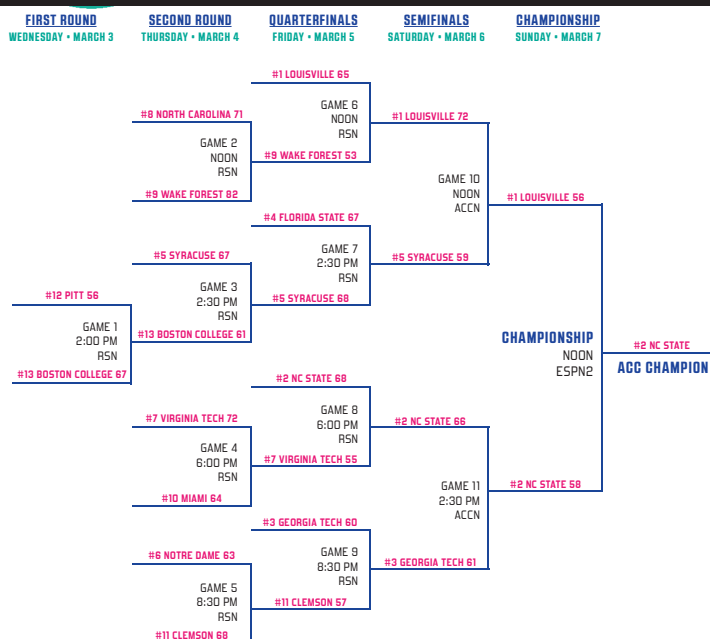 FIRST ROUND
WEDNESDAY • MARCH 3
SECOND ROUND
THURSDAY • MARCH 4
QUARTERFINALS
FRIDAY • MARCH 5
SEMIFINALS
SATURDAY • MARCH 6
CHAMPIONSHIP
SUNDAY • MARCH 7
#12 PITT 56
GAME 1
2:00 PM
RSN
#13 BOSTON COLLEGE 67
#8 NORTH CAROLINA 71
GAME 2
NOON
RSN
#9 WAKE FOREST 82
#5 SYRACUSE 67
GAME 3
2:30 PM
RSN
#13 BOSTON COLLEGE 61
#7 VIRGINIA TECH 72
GAME 4
6:00 PM
RSN
#10 MIAMI 64
#6 NOTRE DAME 63
GAME 5
8:30 PM
RSN
#11 CLEMSON 68
#1 LOUISVILLE 65
GAME 6
NOON
RSN
#9 WAKE FOREST 53
#4 FLORIDA STATE 67
GAME 7
2:30 PM
RSN
#5 SYRACUSE 68
#2 NC STATE 68
GAME 8
6:00 PM
RSN
#7 VIRGINIA TECH 55
#3 GEORGIA TECH 60
GAME 9
8:30 PM
RSN
#11 CLEMSON 57
#1 LOUISVILLE 72
GAME 10
NOON
ACCN
#5 SYRACUSE 59
#2 NC STATE 66
GAME 11
2:30 PM
ACCN
#3 GEORGIA TECH 61
#1 LOUISVILLE 56
CHAMPIONSHIP
NOON
ESPN2
#2 NC STATE 58
#2 NC STATE
ACC CHAMPION